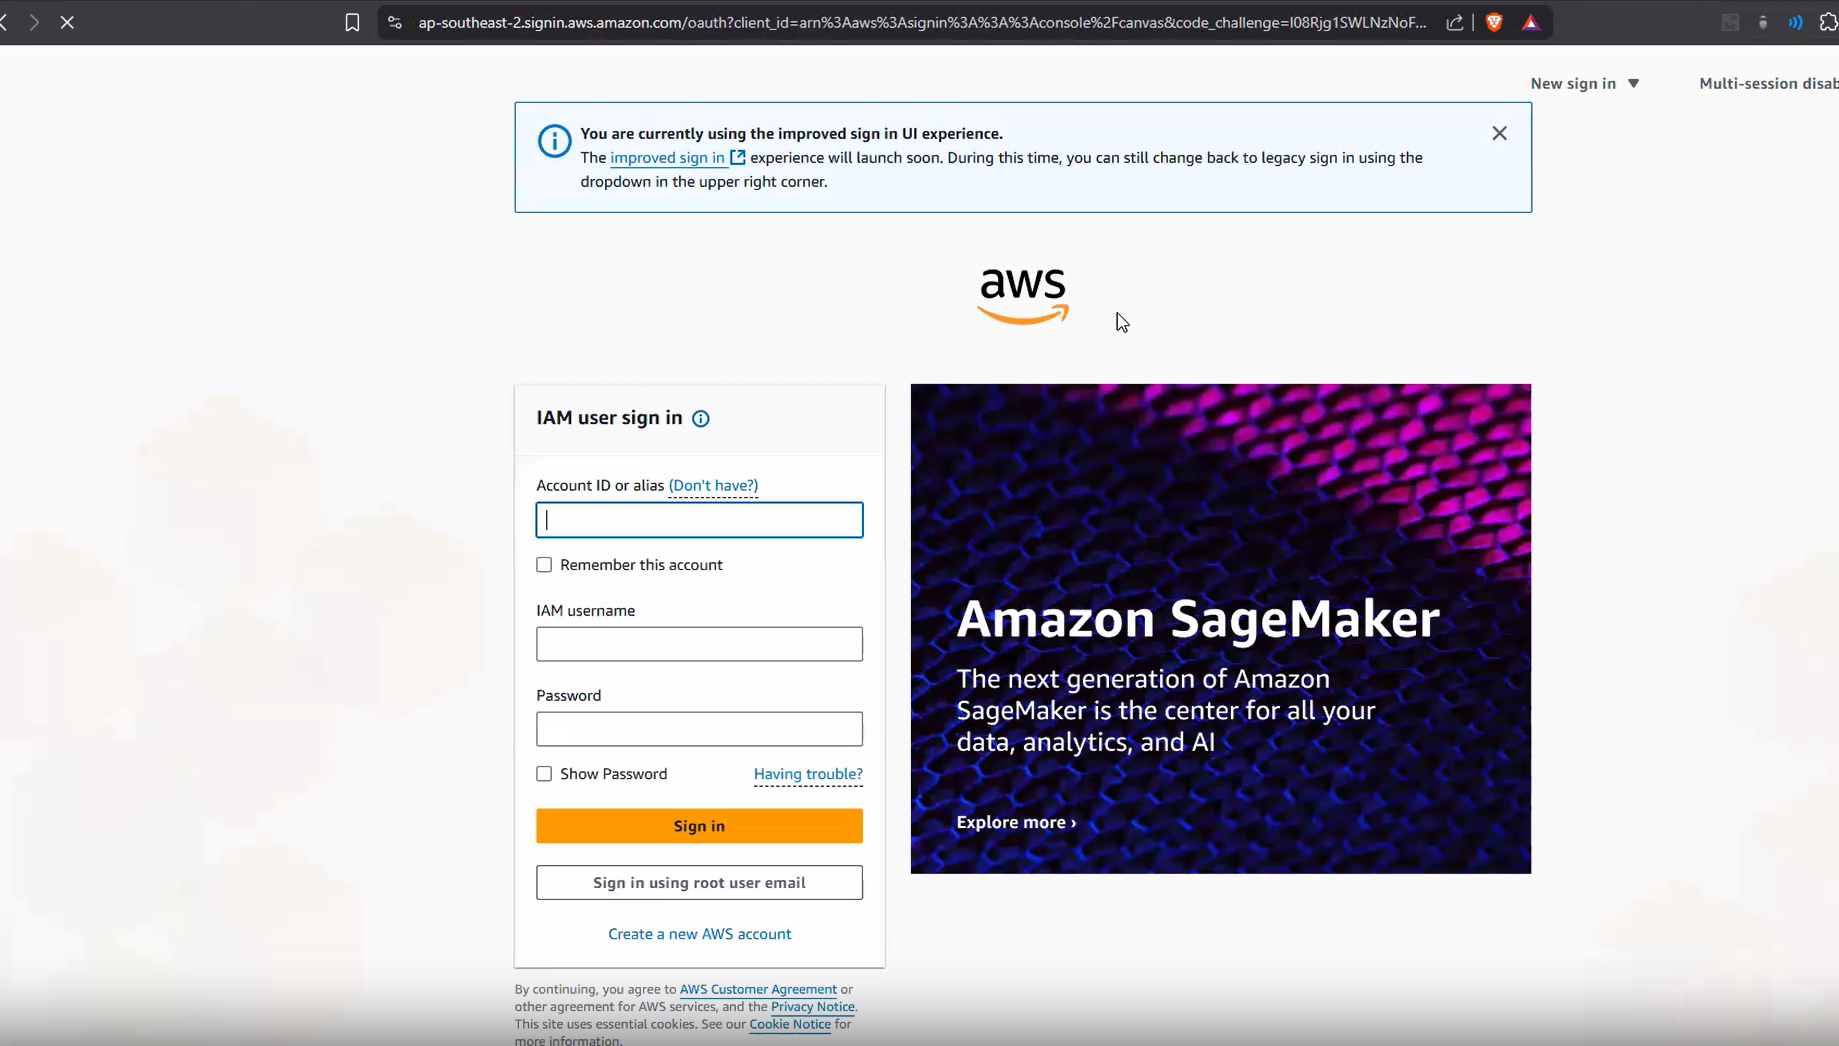 ap-southeast-2.signin.aws.amazon.com/oauth?client_id=arn%3Aaws%3Asignin%3A%3A%3Aconsole%2Fcanvas&code_challenge=I08Rjg1SWLNzNoF...
New sign in ▼
Multi-session disab
You are currently using the improved sign in UI experience.
The improved sign in experience will launch soon. During this time, you can still change back to legacy sign in using the
dropdown in the upper right corner.
aws
IAM user sign in
Account ID or alias (Don't have?)
Remember this account
IAM username
Password
Show Password
Having trouble?
Sign in
Sign in using root user email
Create a new AWS account
By continuing, you agree to AWS Customer Agreement or
other agreement for AWS services, and the Privacy Notice.
This site uses essential cookies. See our Cookie Notice for
more information.
Amazon SageMaker
The next generation of Amazon
SageMaker is the center for all your
data, analytics, and AI
Explore more ›